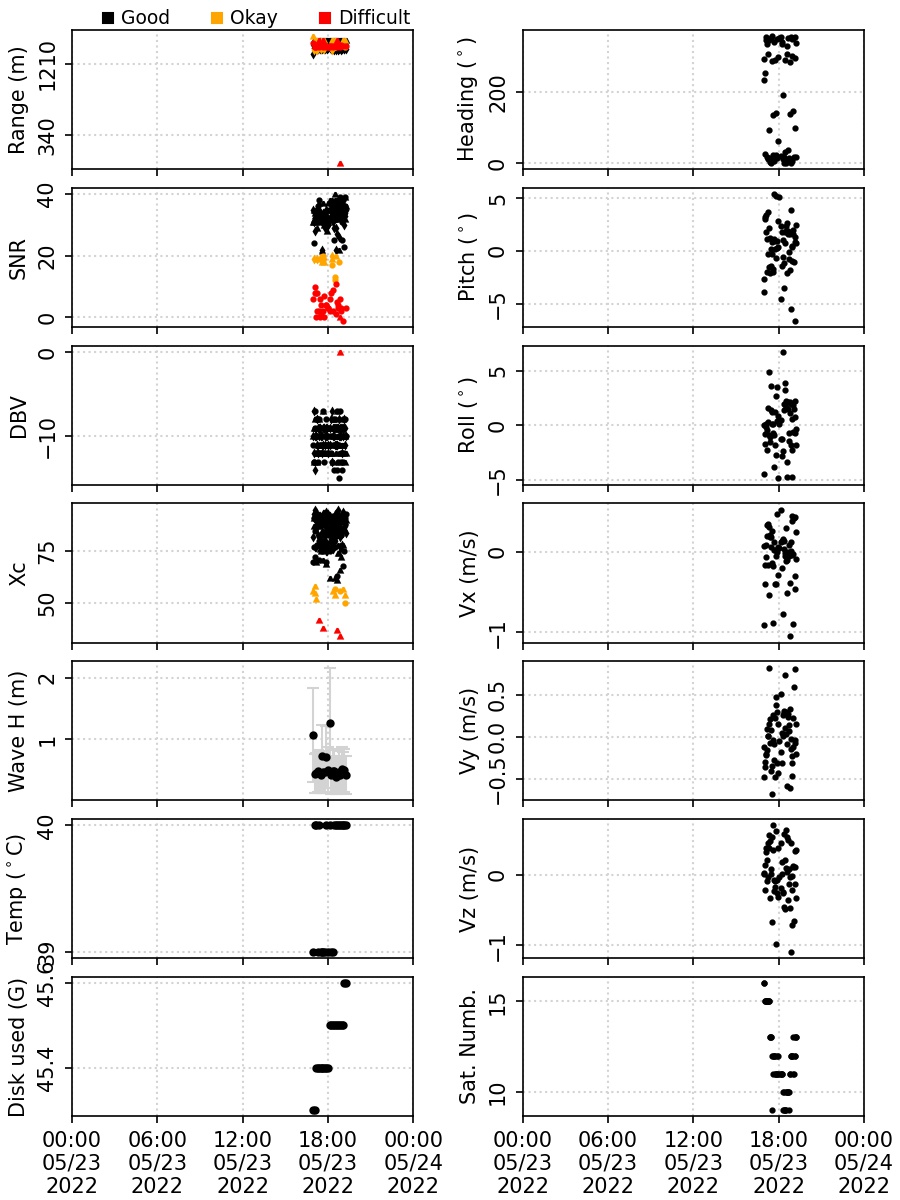 Good Okay Difficult
Range (m)
1210
340
Heading (°)
200
0
SNR
40
20
0
Pitch (°)
5
0
−5
DBV
0
−10
Roll (°)
5
0
−5
Xc
75
50
Vx (m/s)
0
−1
Wave H (m)
2
1
Vy (m/s)
0.5
0.0
−0.5
Temp (°C)
40
39
Vz (m/s)
0
−1
Disk used (G)
45.6
45.4
Sat. Numb.
15
10
00:00 06:00 12:00 18:00 00:00
05/23 05/23 05/23 05/23 05/24
2022 2022 2022 2022 2022
00:00 06:00 12:00 18:00 00:00
05/23 05/23 05/23 05/23 05/24
2022 2022 2022 2022 2022